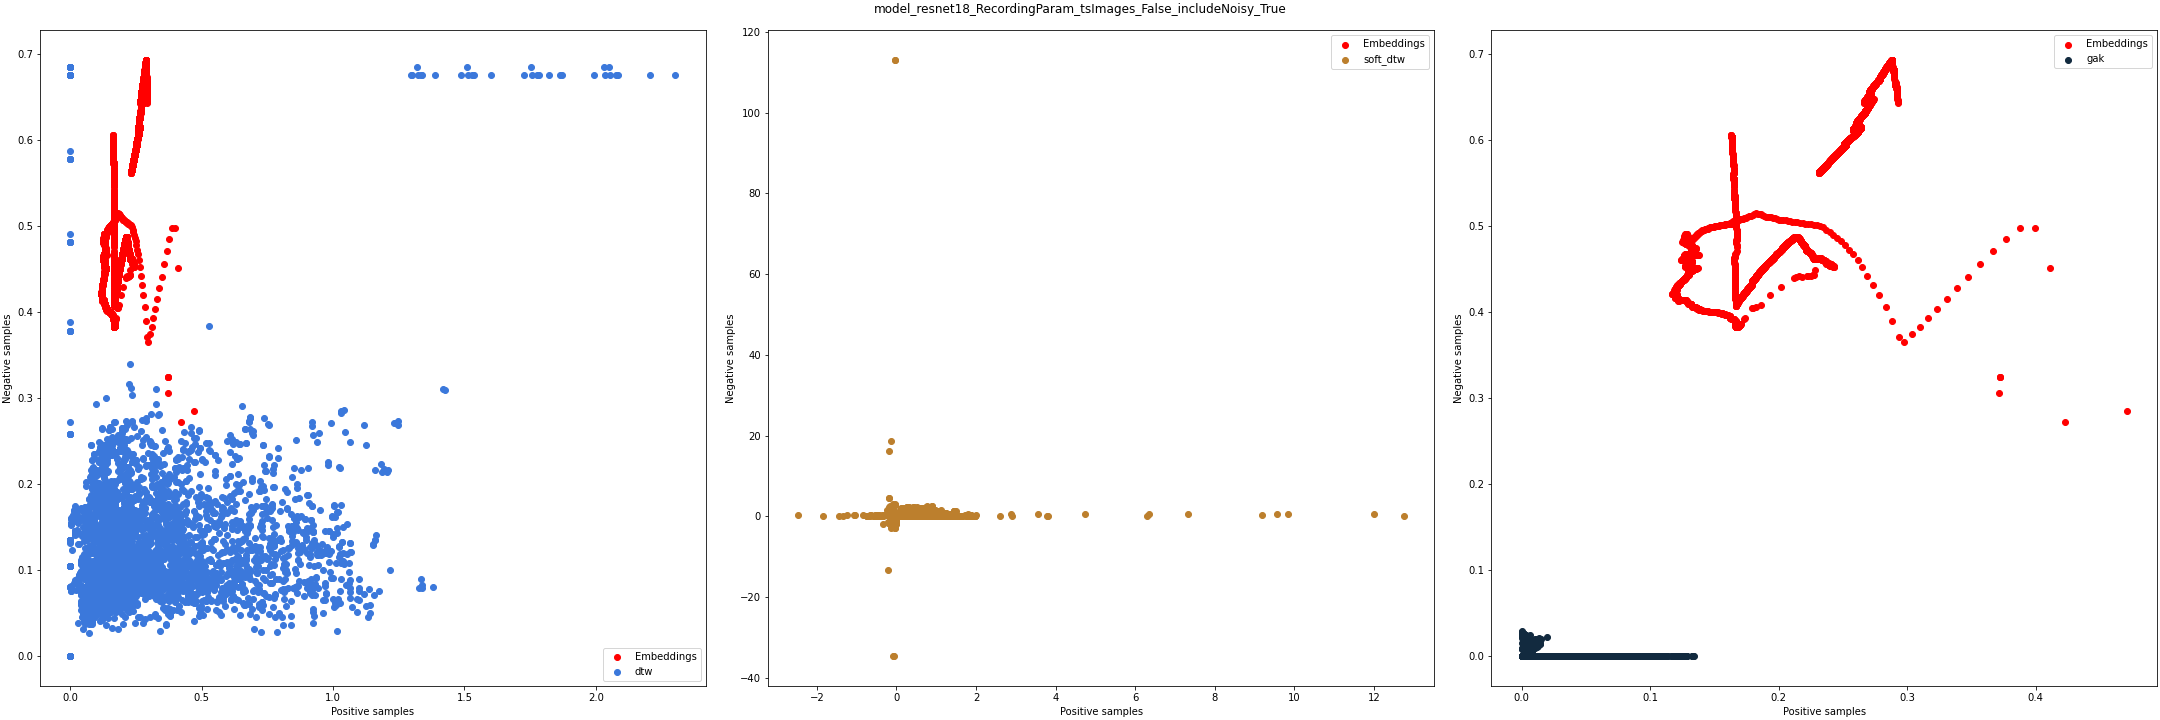 model_resnet18_RecordingParam_tsImages_False_includeNoisy_True
0.7
0.6
0.5
0.4
0.3
0.2
0.1
0.0
Negative samples
0.0 0.5 1.0 1.5 2.0
Positive samples
Embeddings
dtw
120
100
80
60
40
20
0
−20
−40
Negative samples
−2 0 2 4 6 8 10 12
Positive samples
Embeddings
soft_dtw
0.7
0.6
0.5
0.4
0.3
0.2
0.1
0.0
Negative samples
0.0 0.1 0.2 0.3 0.4
Positive samples
Embeddings
gak